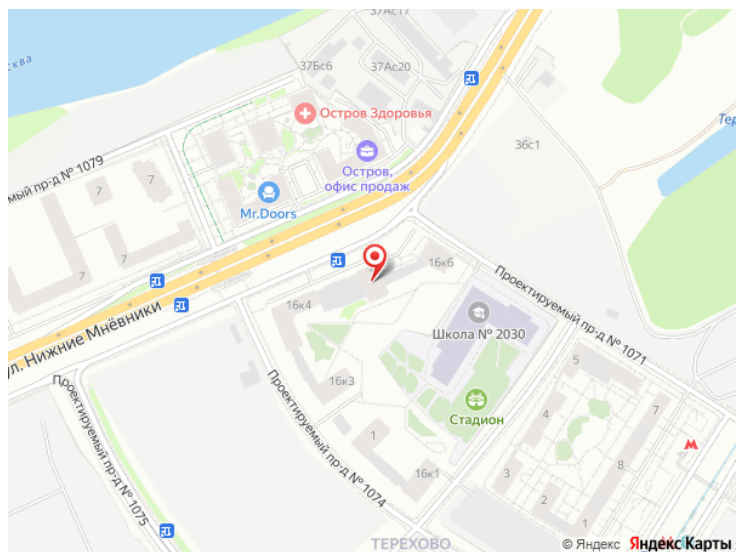 37Ас17
сква
37Бс6
37Ас20
Остров Здоровья
36с1
Остров,
офис продаж
мый пр-д № 1079
7
7
Mr.Doors
7
7
16к6
16к4
Проектируемый пр-д № 1071
ул. Нижние Мнёвники
Школа № 2030
5
16к3
Стадион
4
7
Проектируемый пр-д № 1075
Проектируемый пр-д № 1074
1
М
3
8
16к1
2
1
ТЕРЕХОВО
© Яндекс Яндекс Карты